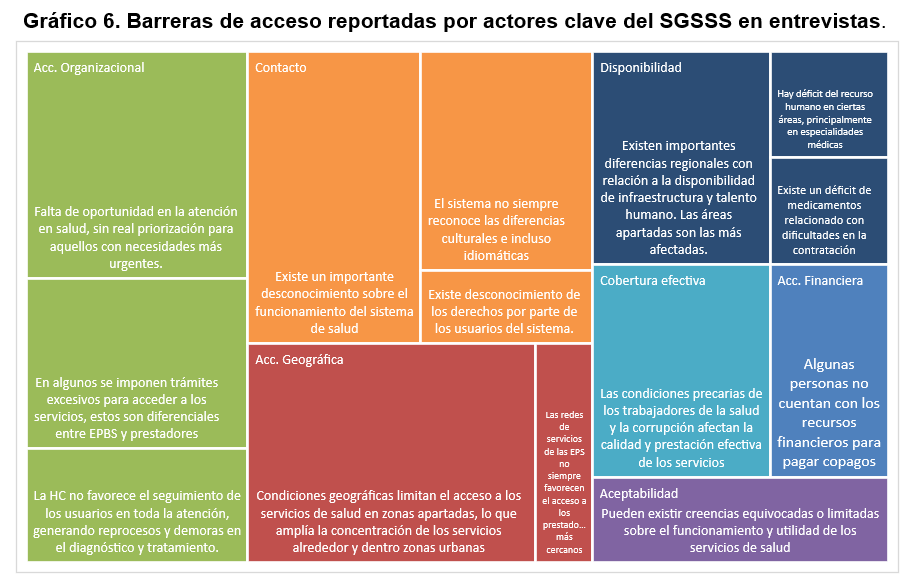 Gráfico 6. Barreras de acceso reportadas por actores clave del SGSSS en entrevistas.
Acc. Organizacional
Falta de oportunidad en la atención
en salud, sin real priorización para
aquellos con necesidades más
urgentes.
En algunos se imponen trámites
excesivos para acceder a los
servicios, estos son diferenciales
entre EPBS y prestadores
La HC no favorece el seguimiento de
los usuarios en toda la atención,
generando reprocesos y demoras en
el diagnóstico y tratamiento.
Contacto
Existe un importante
desconocimiento sobre el
funcionamiento del sistema
de salud
El sistema no siempre
reconoce las diferencias
culturales e incluso
idiomáticas
Existe desconocimiento de
los derechos por parte de
los usuarios del sistema.
Acc. Geográfica
Condiciones geográficas limitan el acceso a los
servicios de salud en zonas apartadas, lo que
amplía la concentración de los servicios
alrededor y dentro zonas urbanas
Las redes
de
servicios
de las EPS
no
siempre
favorecen
el acceso a
los
prestado...
más
cercanos
Disponibilidad
Existen importantes
diferencias regionales con
relación a la disponibilidad
de infraestructura y talento
humano. Las áreas
apartadas son las más
afectadas.
Hay déficit del recurso
humano en ciertas
áreas, principalmente
en especialidades
médicas
Existe un déficit de
medicamentos
relacionado con
dificultades en la
contratación
Cobertura efectiva
Las condiciones precarias de
los trabajadores de la salud
y la corrupción afectan la
calidad y prestación efectiva
de los servicios
Acc. Financiera
Algunas
personas no
cuentan con los
recursos
financieros para
pagar copagos
Aceptabilidad
Pueden existir creencias equivocadas o limitadas
sobre el funcionamiento y utilidad de los
servicios de salud